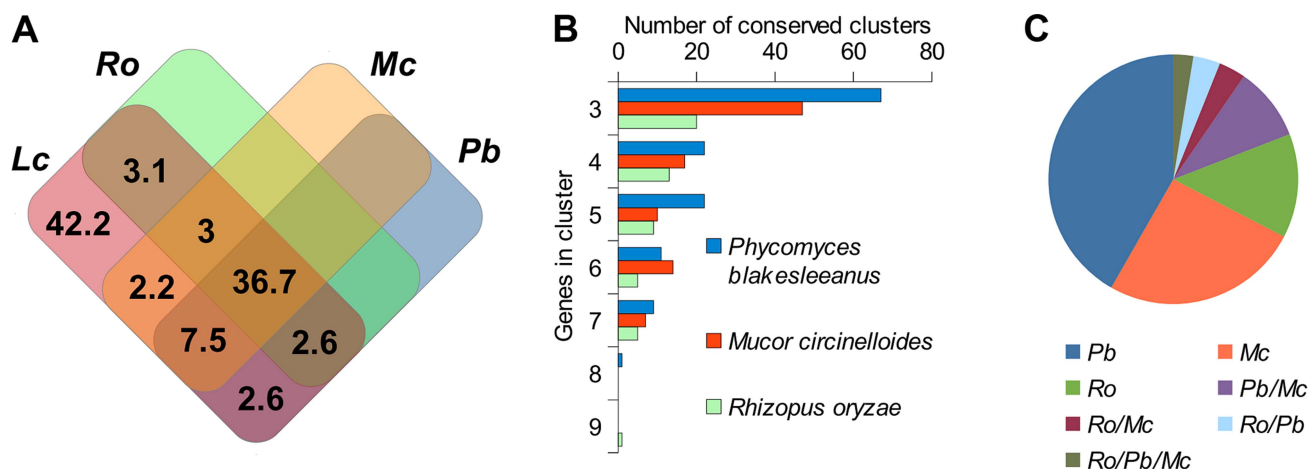 A
Ro
Mc
Lc
Pb
3.1
42.2
3
2.2
36.7
7.5
2.6
2.6
B
Number of conserved clusters
0 20 40 60 80
Genes in cluster
3
4
5
6
7
8
9
Phycomyces
blakesleeanus
Mucor circinelloides
Rhizopus oryzae
C
Pb Mc
Ro Pb/Mc
Ro/Mc Ro/Pb
Ro/Pb/Mc